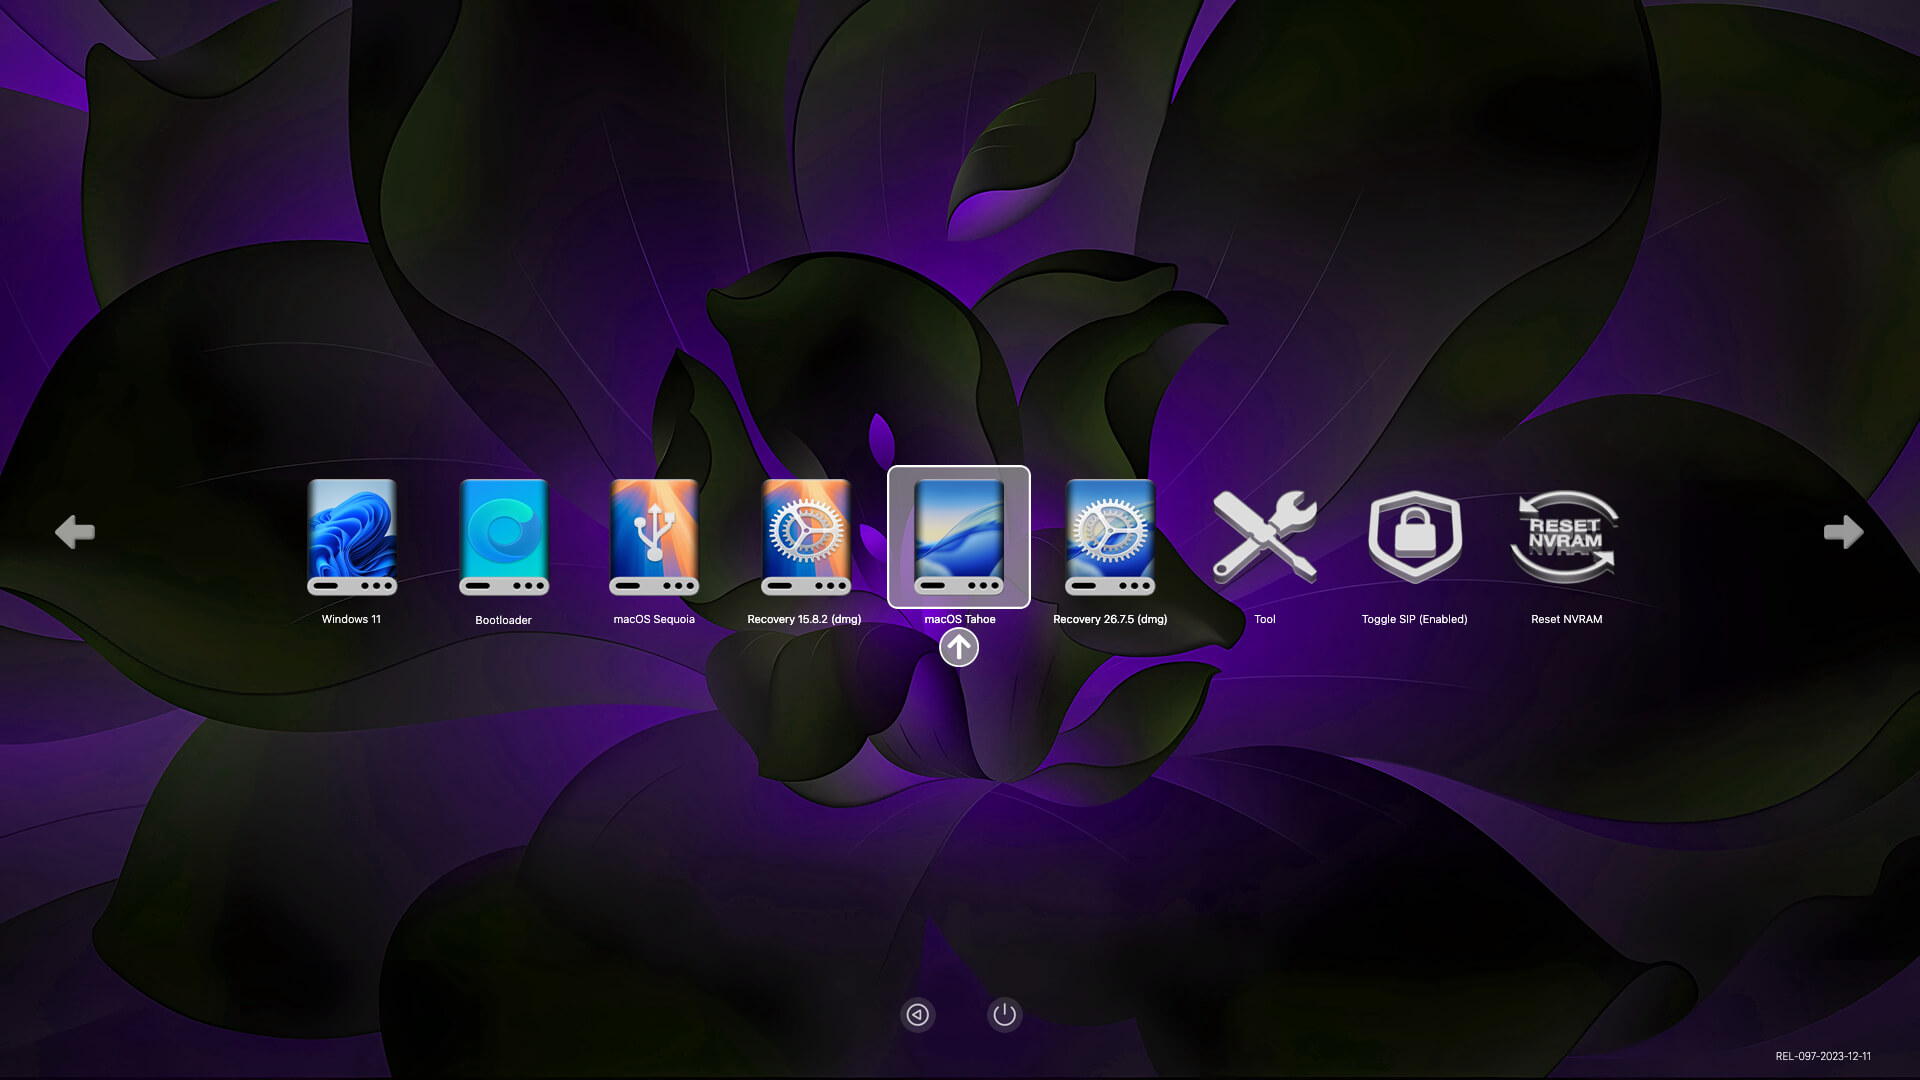 RESET
NVRAM
Windows 11
Bootloader
macOS Sequoia
Recovery 15.8.2 (dmg)
macOS Tahoe
Recovery 26.7.5 (dmg)
Tool
Toggle SIP (Enabled)
Reset NVRAM
REL-097-2023-12-11